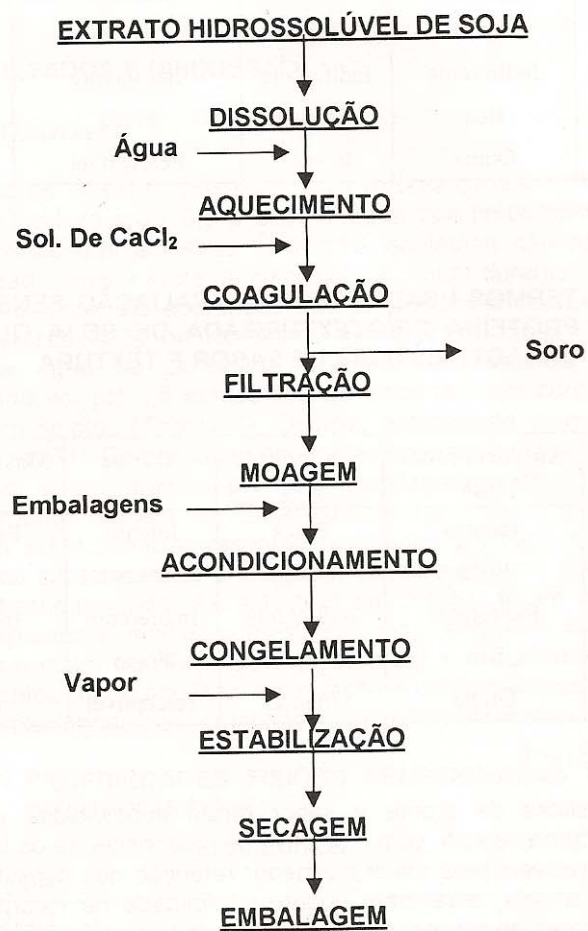 EXTRATO HIDROSSOLÚVEL DE SOJA
DISSOLUÇÃO
Água
AQUECIMENTO
Sol. De CaCl₂
COAGULAÇÃO
Soro
FILTRAÇÃO
MOAGEM
Embalagens
ACONDICIONAMENTO
CONGELAMENTO
Vapor
ESTABILIZAÇÃO
SECAGEM
EMBALAGEM